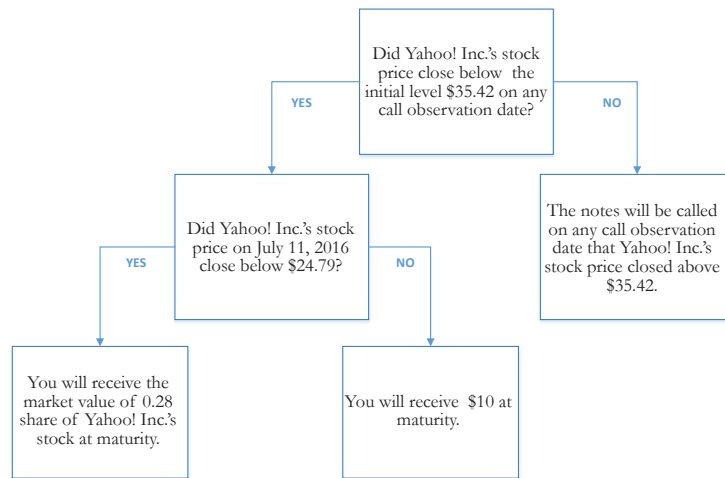 Did Yahoo! Inc.'s stock
price close below the
initial level $35.42 on any
call observation date?
YES
NO
Did Yahoo! Inc.'s stock
price on July 11, 2016
close below $24.79?
The notes will be called
on any call observation
date that Yahoo! Inc.'s
stock price closed above
$35.42.
YES
NO
You will receive the
market value of 0.28
share of Yahoo! Inc.'s
stock at maturity.
You will receive $10 at
maturity.